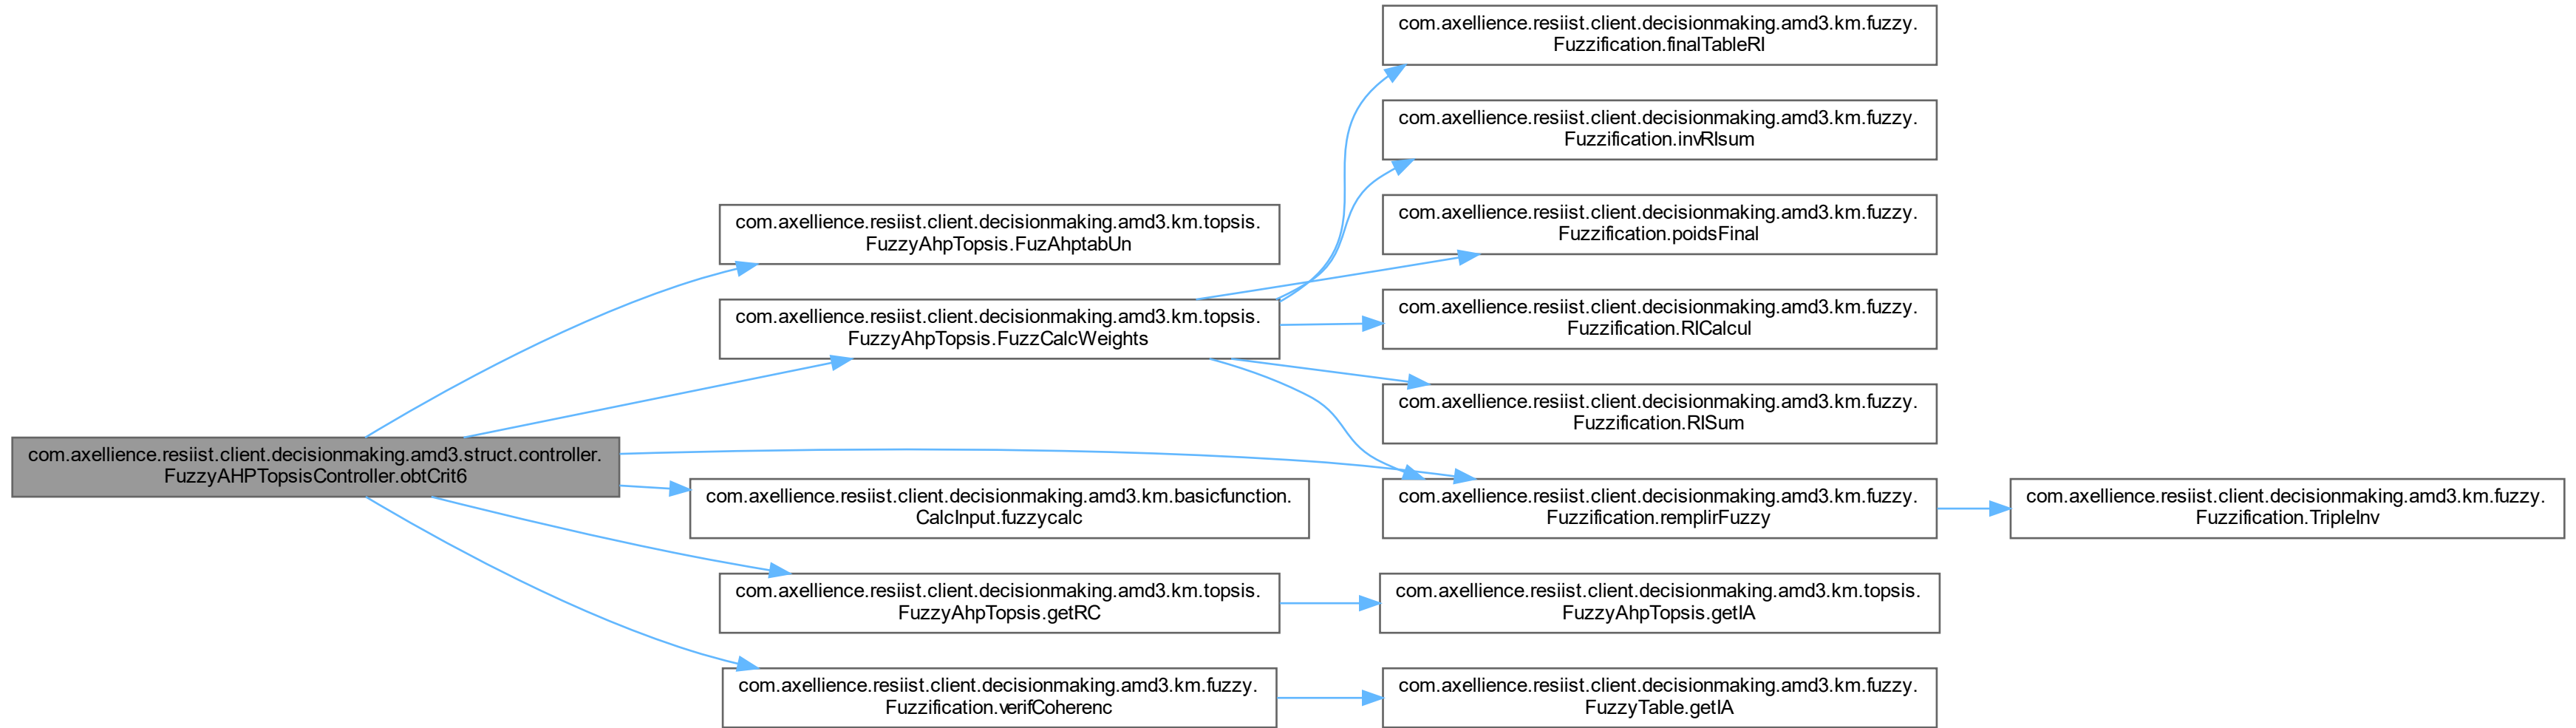 com.axellience.resiist.client.decisionmaking.amd3.struct.controller.
FuzzyAHPTopsisController.obtCrit6
com.axellience.resiist.client.decisionmaking.amd3.km.topsis.
FuzzyAhpTopsis.FuzAhptabUn
com.axellience.resiist.client.decisionmaking.amd3.km.topsis.
FuzzyAhpTopsis.FuzzCalcWeights
com.axellience.resiist.client.decisionmaking.amd3.km.basicfunction.
CalcInput.fuzzycalc
com.axellience.resiist.client.decisionmaking.amd3.km.topsis.
FuzzyAhpTopsis.getRC
com.axellience.resiist.client.decisionmaking.amd3.km.fuzzy.
Fuzzification.verifCoherenc
com.axellience.resiist.client.decisionmaking.amd3.km.fuzzy.
Fuzzification.finalTableRI
com.axellience.resiist.client.decisionmaking.amd3.km.fuzzy.
Fuzzification.invRIsum
com.axellience.resiist.client.decisionmaking.amd3.km.fuzzy.
Fuzzification.poidsFinal
com.axellience.resiist.client.decisionmaking.amd3.km.fuzzy.
Fuzzification.RICalcul
com.axellience.resiist.client.decisionmaking.amd3.km.fuzzy.
Fuzzification.RISum
com.axellience.resiist.client.decisionmaking.amd3.km.fuzzy.
Fuzzification.remplirFuzzy
com.axellience.resiist.client.decisionmaking.amd3.km.topsis.
FuzzyAhpTopsis.getIA
com.axellience.resiist.client.decisionmaking.amd3.km.fuzzy.
FuzzyTable.getIA
com.axellience.resiist.client.decisionmaking.amd3.km.fuzzy.
Fuzzification.TripleInv